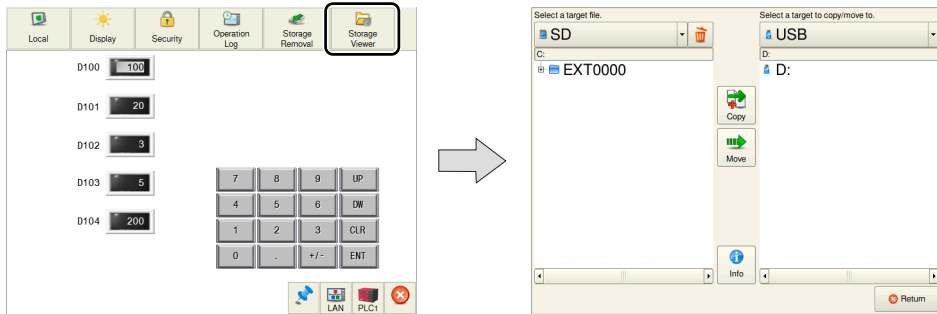 Local
Display
Security
Operation
Log
Storage
Removal
Storage
Viewer
D100 100
D101 20
D102 3
D103 5
D104 200
7 8 9 UP
4 5 6 DW
1 2 3 CLR
0 . +/- ENT
LAN
PLC1
Select a target file.
SD
C:
EXT0000
Copy
Move
Info
Select a target to copy/move to.
USB
D:
D:
Return